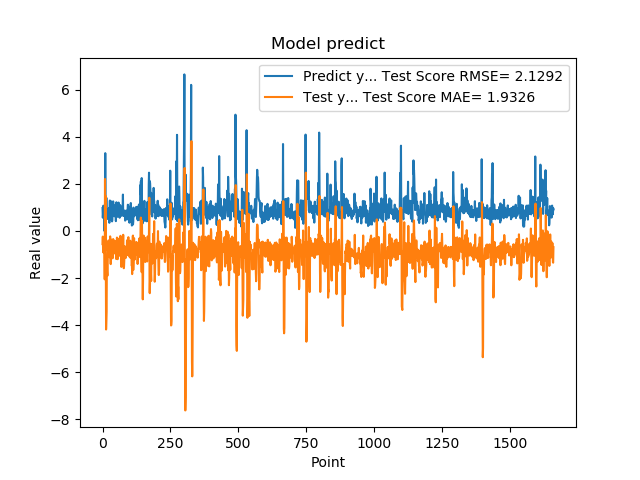 Model predict
Predict y... Test Score RMSE= 2.1292
Test y... Test Score MAE= 1.9326
6
4
2
0
−2
−4
−6
−8
Real value
0 250 500 750 1000 1250 1500
Point